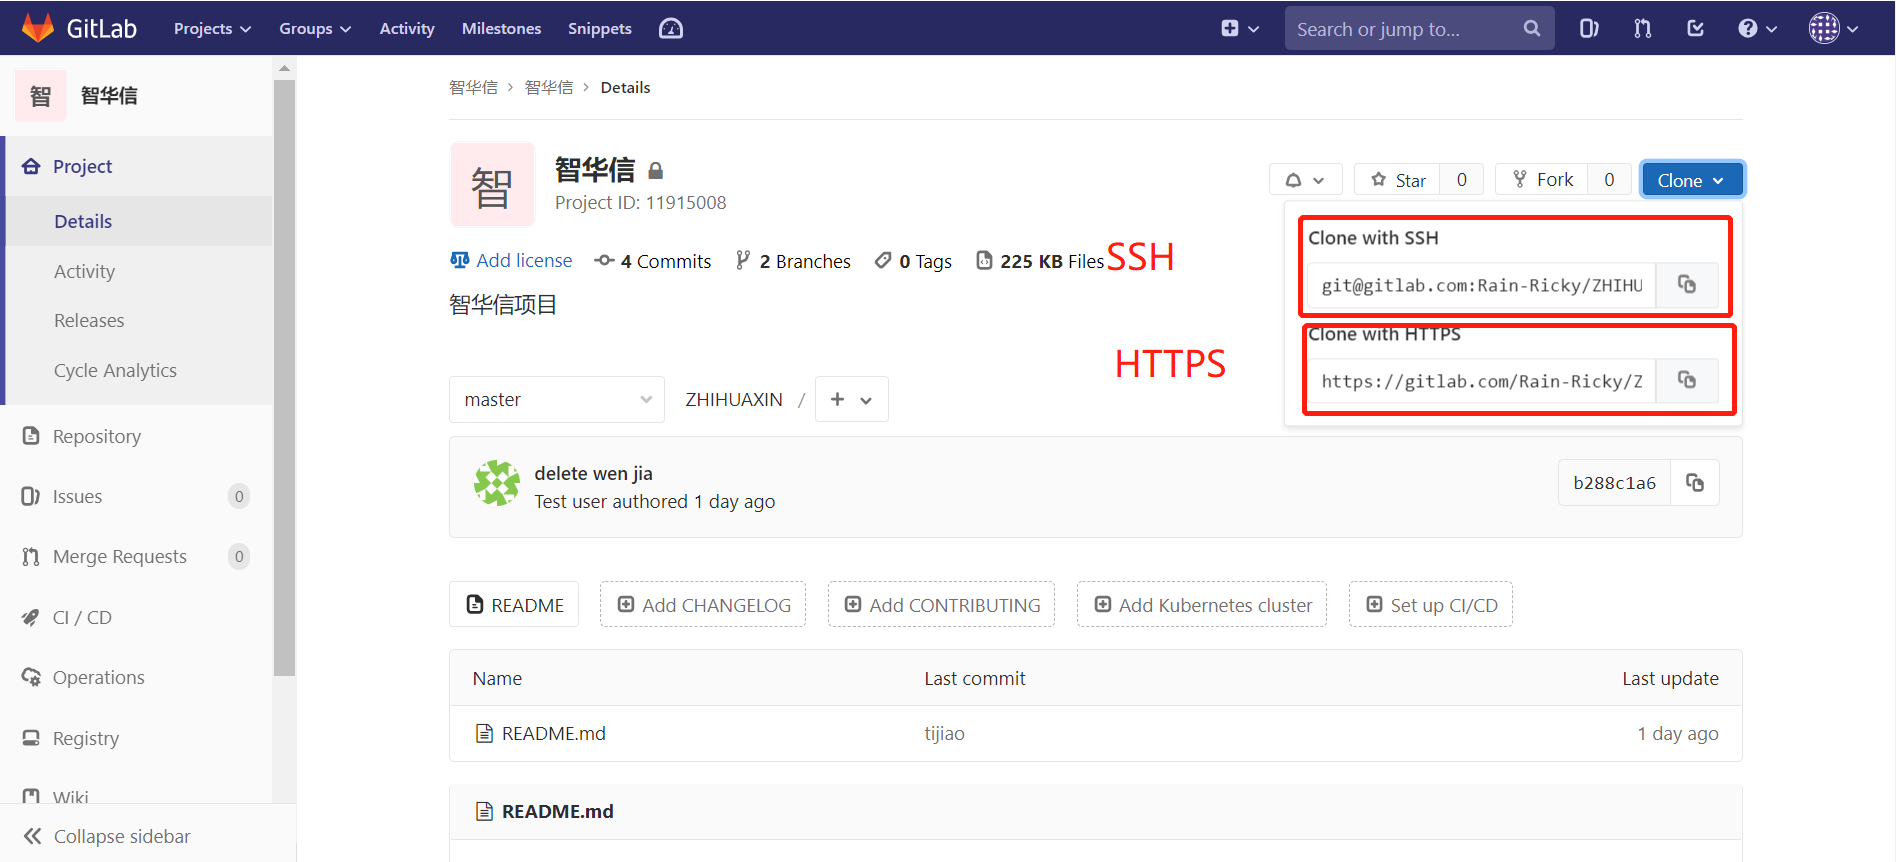 GitLab Projects Groups Activity Milestones Snippets Search or jump to...
智 智华信
Project
Details
Activity
Releases
Cycle Analytics
Repository
Issues 0
Merge Requests 0
CI / CD
Operations
Registry
Wiki
Collapse sidebar
智华信 > 智华信 > Details
智 智华信
Project ID: 11915008
Star 0 Fork 0 Clone
Add license 4 Commits 2 Branches 0 Tags 225 KB Files
智华信项目
SSH
Clone with SSH
git@gitlab.com:Rain-Ricky/ZHIHU
HTTPS
Clone with HTTPS
https://gitlab.com/Rain-Ricky/Z
master ZHIHUAXIN / +
delete wen jia
Test user authored 1 day ago
b288c1a6
README Add CHANGELOG Add CONTRIBUTING Add Kubernetes cluster Set up CI/CD
Name Last commit Last update
README.md tijiao 1 day ago
README.md